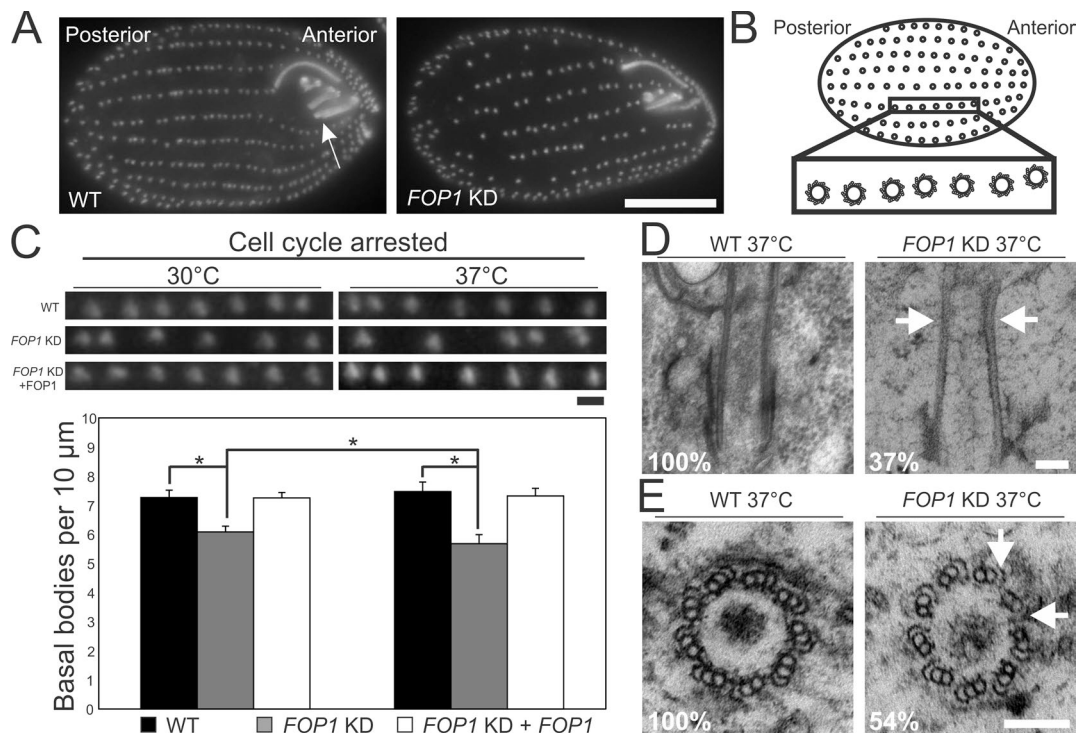 A
Posterior
Anterior
WT
FOP1 KD
B
Posterior
Anterior
C
Cell cycle arrested
30°C
37°C
WT
FOP1 KD
FOP1 KD
+FOP1
Basal bodies per 10 µm
10
9
8
7
6
5
4
3
2
1
0
*
*
*
WT
FOP1 KD
FOP1 KD + FOP1
D
WT 37°C
FOP1 KD 37°C
100%
37%
E
WT 37°C
FOP1 KD 37°C
100%
54%